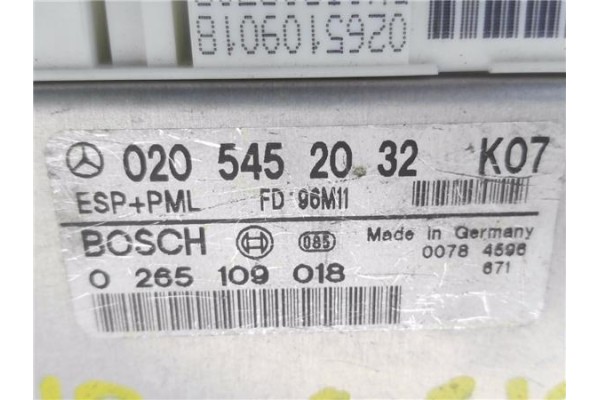 0265109018
020 545 20 32 K07
ESP+PML FD 96M11
BOSCH 085 Made in Germany
0078 4596
0 265 109 018 671